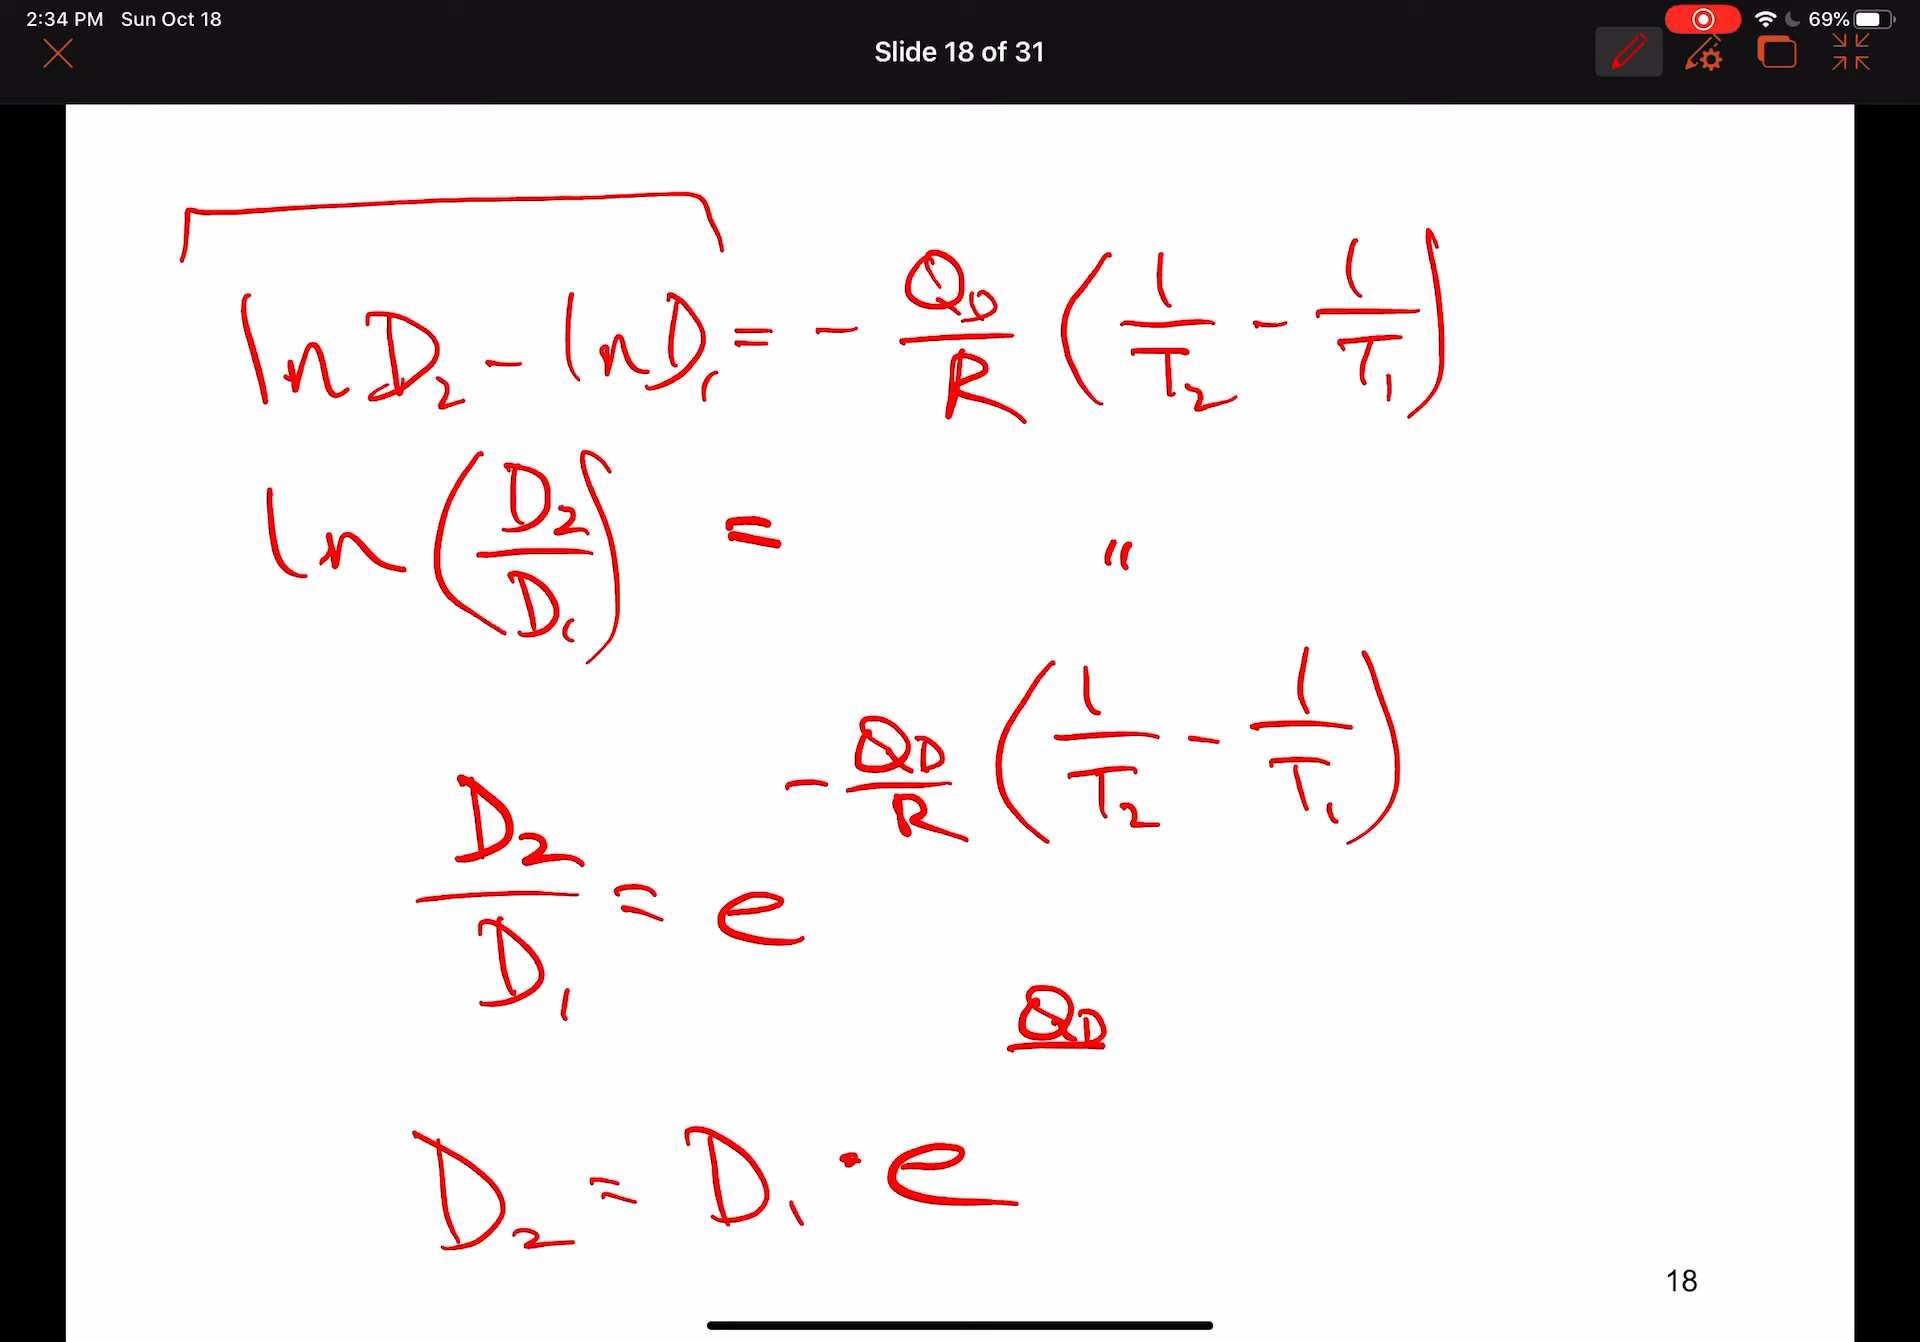 2:34 PM Sun Oct 18
69%
Slide 18 of 31
ln D₂ - ln D₁ = - Q_D/R (1/T₂ - 1/T₁)
ln (D₂/D₁) = "
- Q_D/R (1/T₂ - 1/T₁)
D₂/D₁ = e
Q_D
D₂ = D₁ · e
18